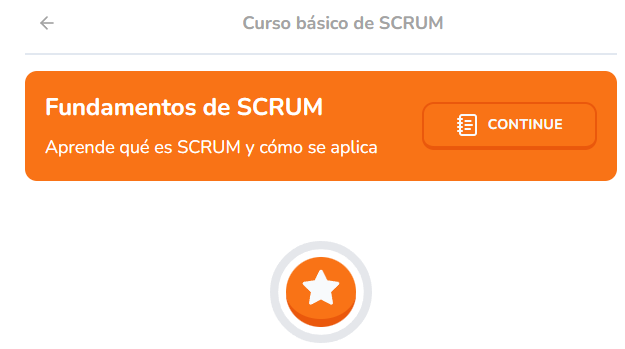 Curso básico de SCRUM
Fundamentos de SCRUM
Aprende qué es SCRUM y cómo se aplica
CONTINUE